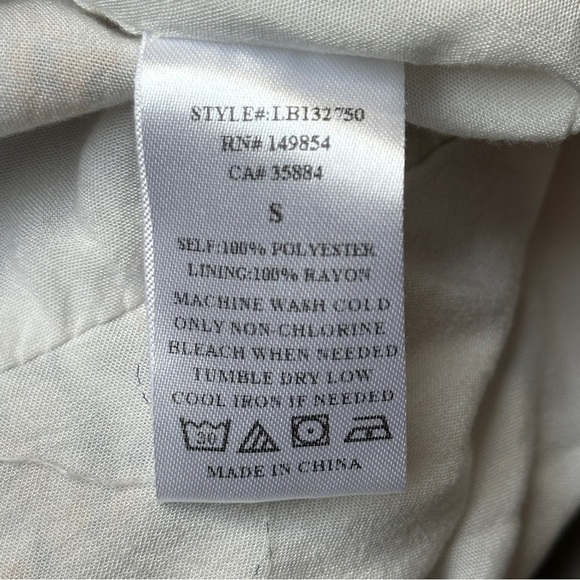 STYLE#:LB132750
RN# 149854
CA# 35884
S
SELF:100% POLYESTER
LINING:100% RAYON
MACHINE WASH COLD
ONLY NON-CHLORINE
BLEACH WHEN NEEDED
TUMBLE DRY LOW
COOL IRON IF NEEDED
30
MADE IN CHINA